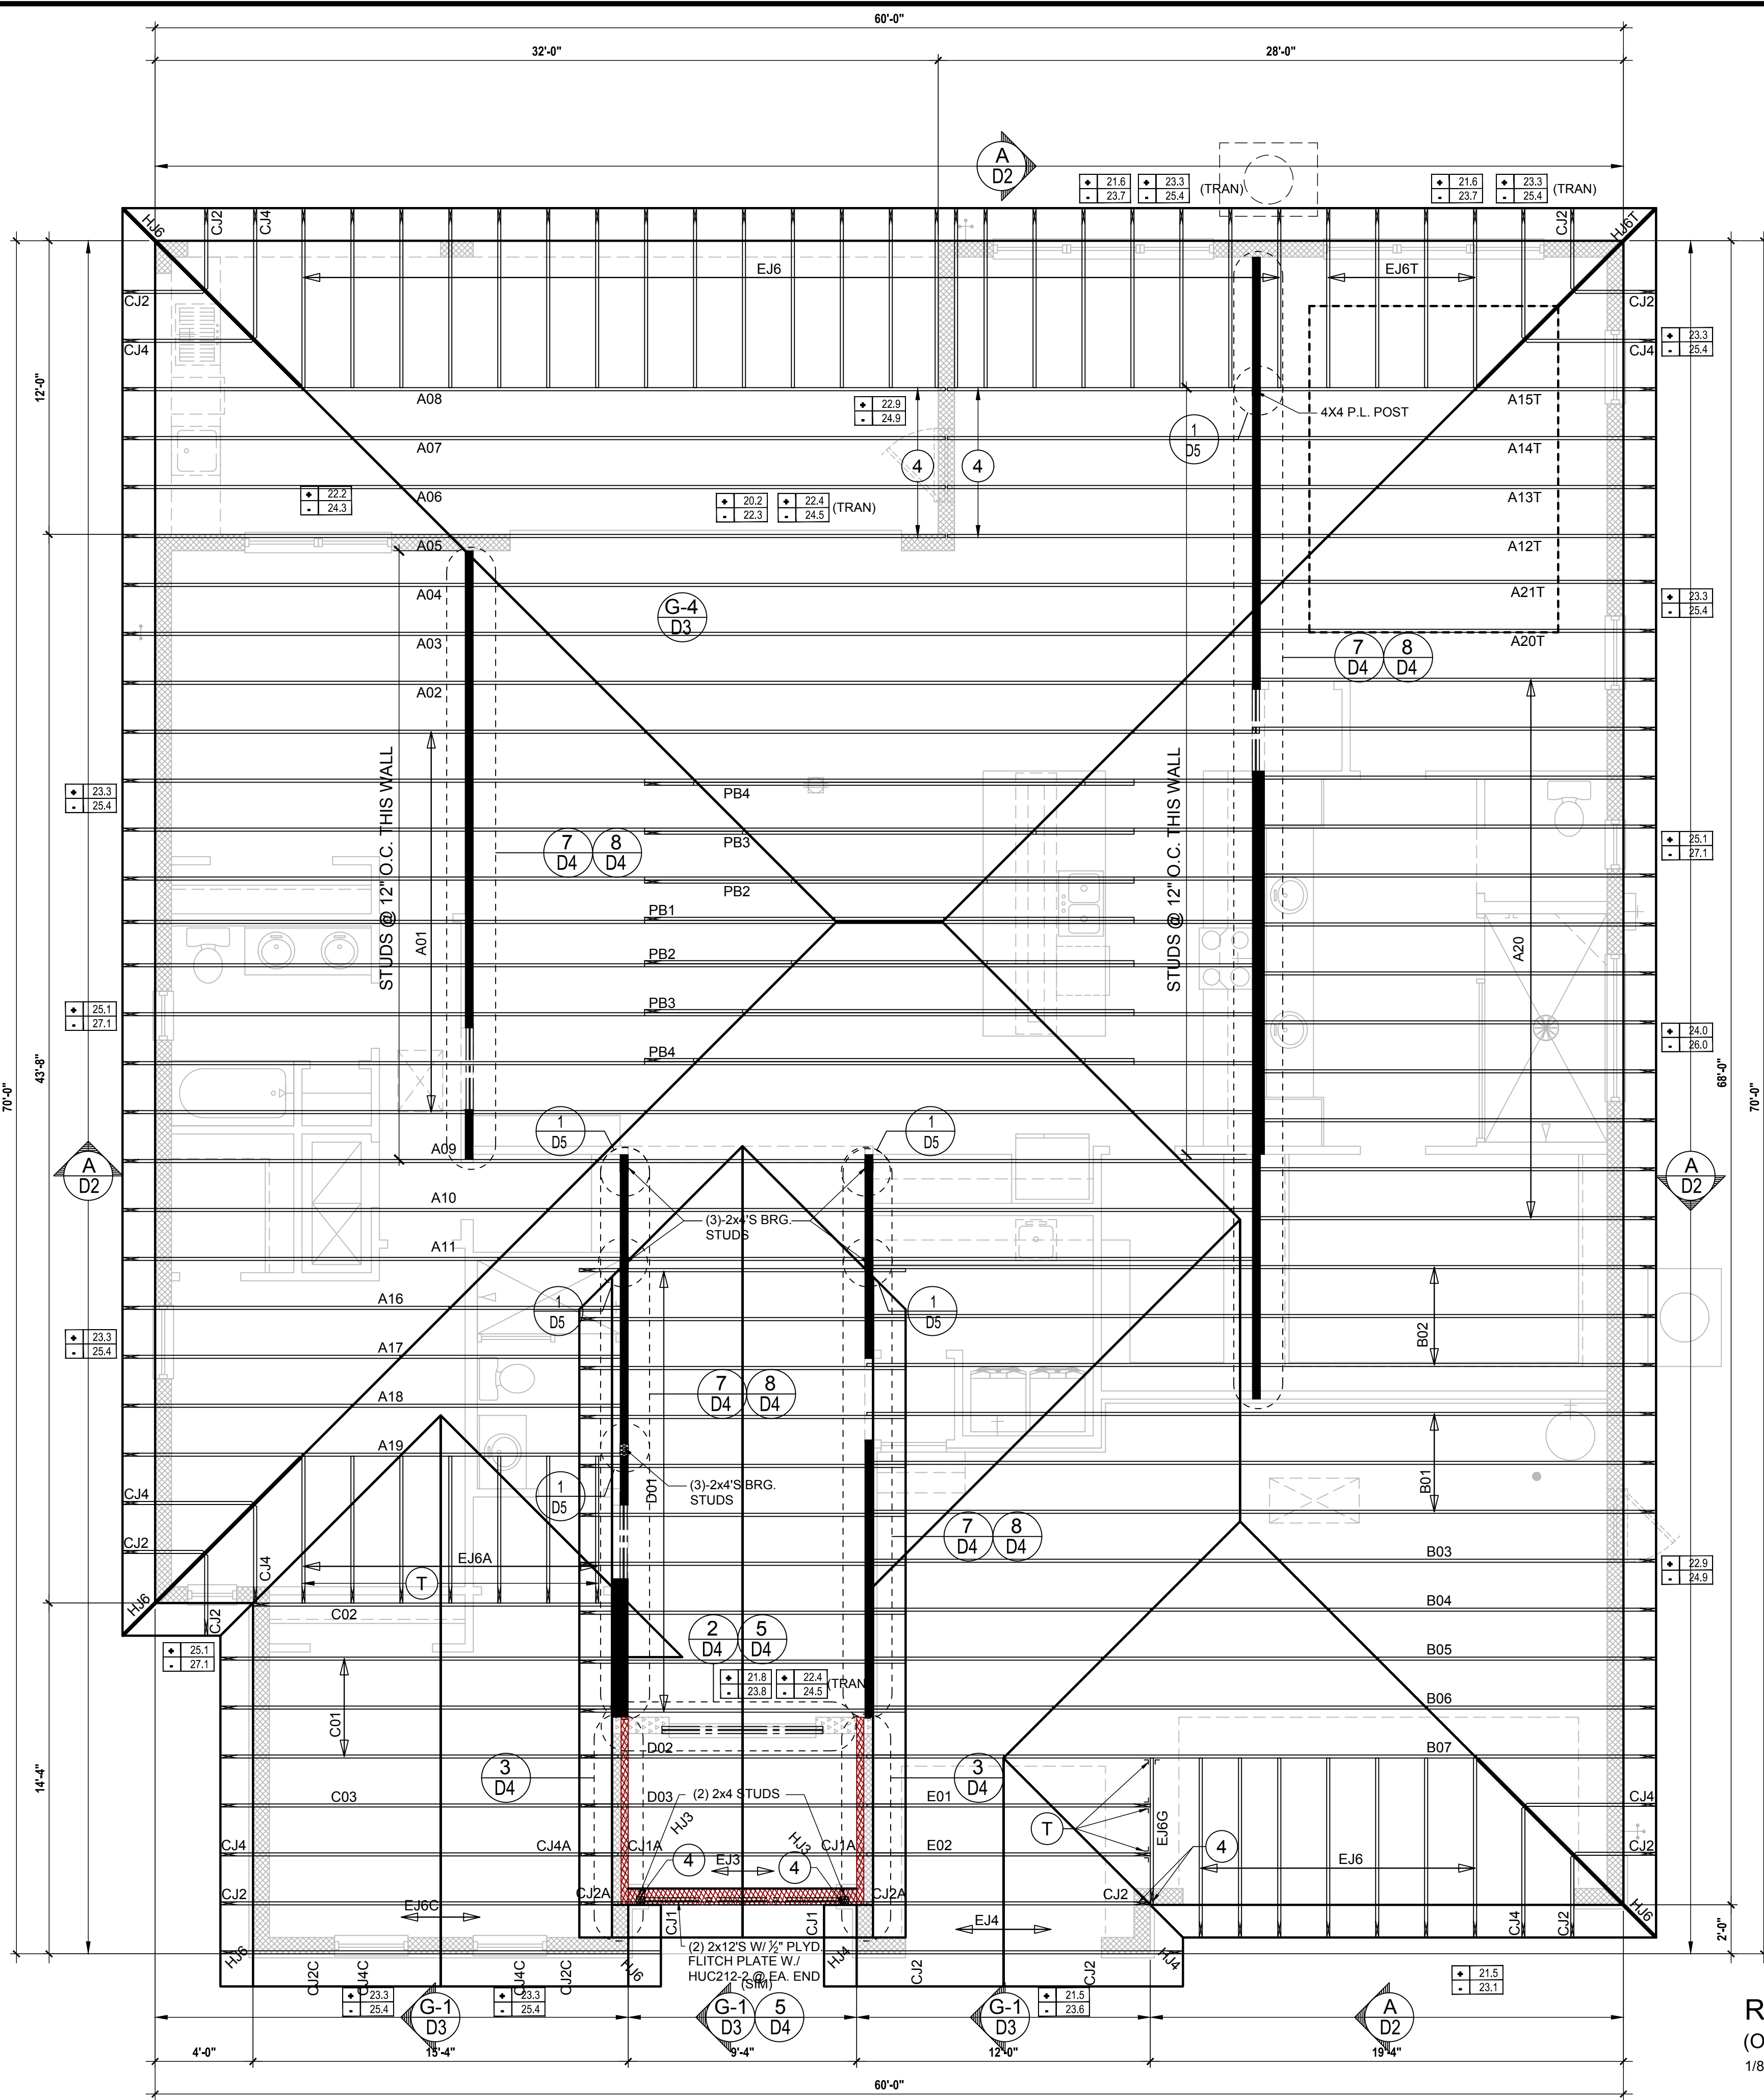 60'-0"
32'-0"
28'-0"
A
D2
+ 21.6
- 23.7
+ 23.3
- 25.4
(TRAN)
+ 21.6
- 23.7
+ 23.3
- 25.4
(TRAN)
HJ6
CJ2
CJ4
CJ2
HJ6T
EJ6
EJ6T
CJ2
CJ4
CJ2
CJ4
+ 23.3
- 25.4
12'-0"
A08
+ 22.9
- 24.9
4X4 P.L. POST
A15T
1
D5
A07
A14T
4
4
A06
A13T
+ 22.2
- 24.3
+ 20.2
- 22.3
+ 22.4
- 24.5
(TRAN)
A05
A12T
A04
A21T
+ 23.3
- 25.4
G-4
D3
A03
A20T
7
D4
8
D4
A02
STUDS @ 12" O.C. THIS WALL
STUDS @ 12" O.C. THIS WALL
+ 23.3
- 25.4
PB4
PB3
7
D4
8
D4
+ 25.1
- 27.1
PB2
PB1
A01
A20
PB2
PB3
+ 25.1
- 27.1
+ 24.0
- 26.0
PB4
43'-8"
70'-0"
68'-0"
70'-0"
1
D5
1
D5
A09
A
D2
A
D2
A10
(3)-2x4'S BRG.
STUDS
A11
A16
1
D5
1
D5
B02
+ 23.3
- 25.4
A17
7
D4
8
D4
A18
A19
B01
(3)-2x4'S BRG.
STUDS
D01
1
D5
CJ4
CJ2
7
D4
8
D4
B03
EJ6A
CJ4
T
+ 22.9
- 24.9
HJ6
CJ2
C02
B04
2
D4
5
D4
+ 25.1
- 27.1
B05
+ 21.8
- 23.8
+ 22.4
- 24.5
(TRAN
C01
B06
D02
B07
14'-4"
3
D4
3
D4
C03
D03
(2) 2x4 STUDS
E01
CJ4
HJ3
HJ3
T
EJ6G
CJ4
CJ4A
CJ1A
CJ1A
E02
4
CJ2
4
EJ3
4
EJ6
CJ2
CJ2A
CJ2A
CJ2
EJ6C
CJ1
CJ1
EJ4
CJ4
CJ2
HJ6
2'-0"
HJ6
CJ2C
CJ4C
CJ4C
CJ2C
HJ6
(2) 2x12'S W/ ½" PLYD.
FLITCH PLATE W./
HUC212-2 @ EA. END
(SIM)
HJ4
CJ2
CJ2
HJ4
+ 21.5
- 23.1
+ 23.3
- 25.4
+ 23.3
- 25.4
+ 21.5
- 23.6
G-1
D3
G-1
D3
5
D4
G-1
D3
A
D2
R
(O
1/8
4'-0"
15'-4"
9'-4"
12'-0"
19'-4"
60'-0"